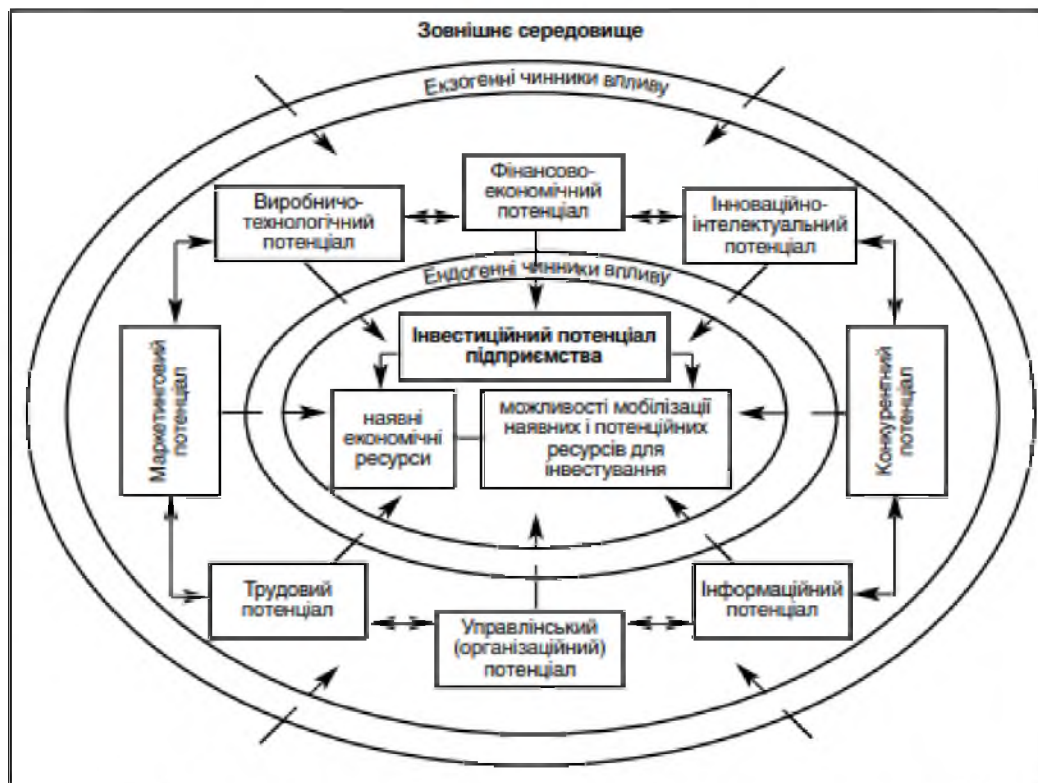 Зовнішнє середовище
Екзогенні чинники впливу
Фінансово-
економічний
потенціал
Виробничо-
технологічний
потенціал
Інноваційно-
інтелектуальний
потенціал
Ендогенні чинники впливу
Інвестиційний потенціал
підприємства
Маркетинговий
потенціал
наявні
економічні
ресурси
можливості мобілізації
наявних і потенційних
ресурсів для
інвестування
Конкурентний
потенціал
Трудовий
потенціал
Управлінський
(організаційний)
потенціал
Інформаційний
потенціал